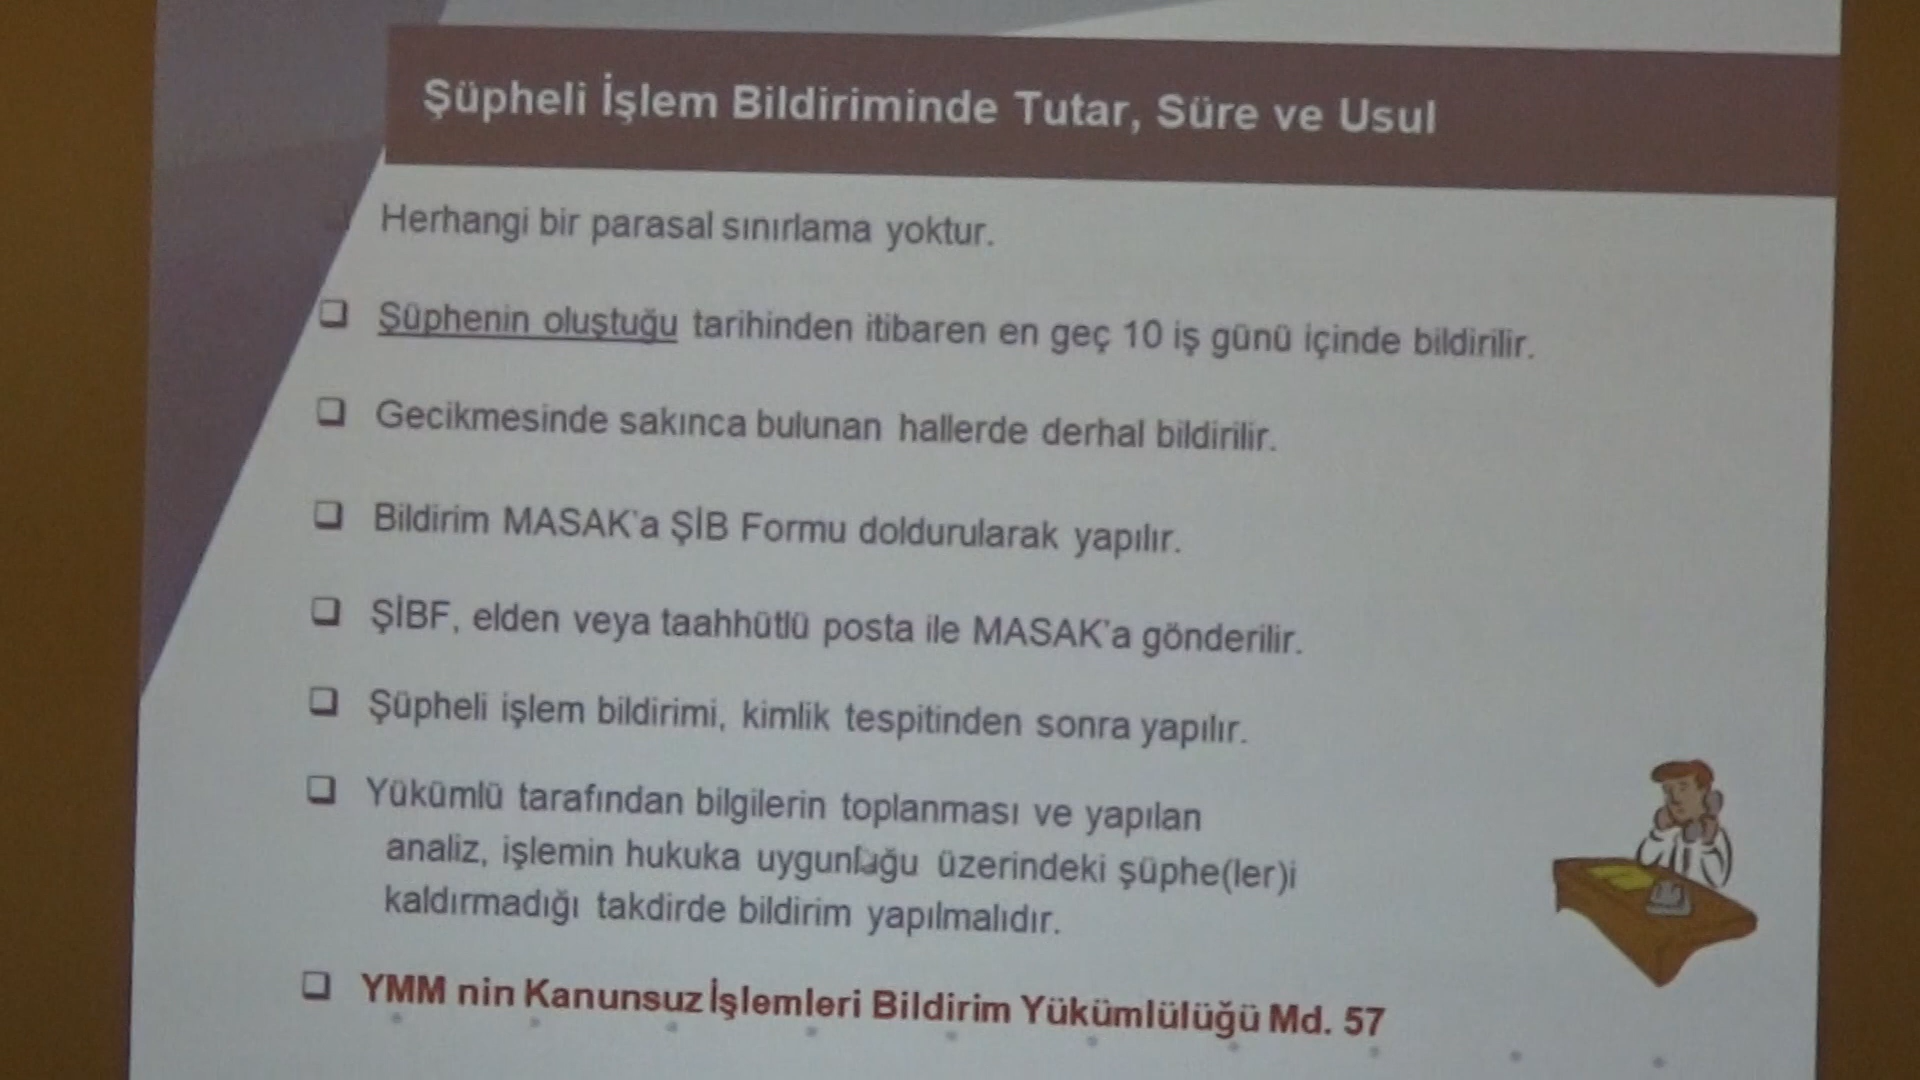 Şüpheli İşlem Bildiriminde Tutar, Süre ve Usul
Herhangi bir parasal sınırlama yoktur.
Şüphenin oluştuğu tarihinden itibaren en geç 10 iş günü içinde bildirilir.
Gecikmesinde sakınca bulunan hallerde derhal bildirilir.
Bildirim MASAK'a ŞİB Formu doldurularak yapılır.
ŞİBF, elden veya taahhütlü posta ile MASAK'a gönderilir.
Şüpheli işlem bildirimi, kimlik tespitinden sonra yapılır.
Yükümlü tarafından bilgilerin toplanması ve yapılan
analiz, işlemin hukuka uygunluğu üzerindeki şüphe(ler)i
kaldırmadığı takdirde bildirim yapılmalıdır.
YMM nin Kanunsuz İşlemleri Bildirim Yükümlülüğü Md. 57